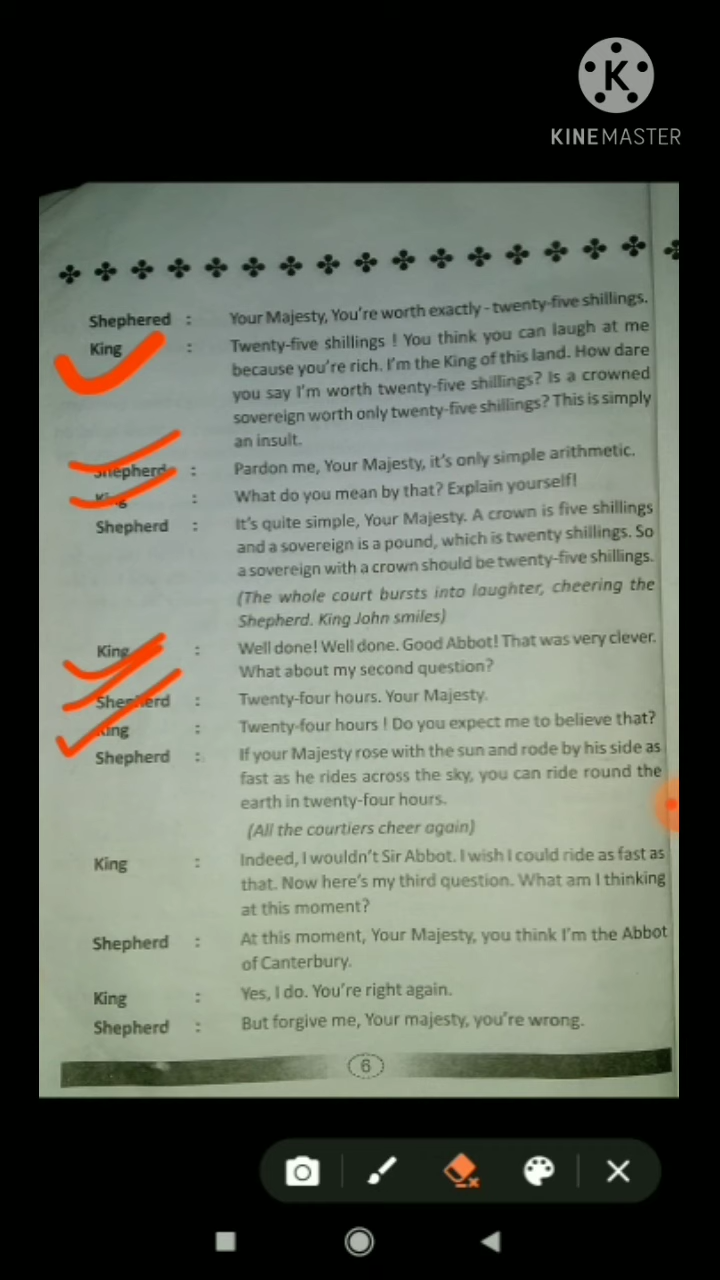 K
KINEMASTER
Shephered : Your Majesty, You're worth exactly - twenty-five shillings.
King : Twenty-five shillings ! You think you can laugh at me
because you're rich. I'm the King of this land. How dare
you say I'm worth twenty-five shillings? Is a crowned
sovereign worth only twenty-five shillings? This is simply
an insult.
Shepherd : Pardon me, Your Majesty, it's only simple arithmetic.
King : What do you mean by that? Explain yourself!
Shepherd : It's quite simple, Your Majesty. A crown is five shillings
and a sovereign is a pound, which is twenty shillings. So
a sovereign with a crown should be twenty-five shillings.
(The whole court bursts into laughter, cheering the
Shepherd. King John smiles)
King : Well done! Well done. Good Abbot! That was very clever.
What about my second question?
Shepherd : Twenty-four hours. Your Majesty.
King : Twenty-four hours ! Do you expect me to believe that?
Shepherd : If your Majesty rose with the sun and rode by his side as
fast as he rides across the sky, you can ride round the
earth in twenty-four hours.
(All the courtiers cheer again)
King : Indeed, I wouldn't Sir Abbot. I wish I could ride as fast as
that. Now here's my third question. What am I thinking
at this moment?
Shepherd : At this moment, Your Majesty, you think I'm the Abbot
of Canterbury.
King : Yes, I do. You're right again.
Shepherd : But forgive me, Your majesty, you're wrong.
6